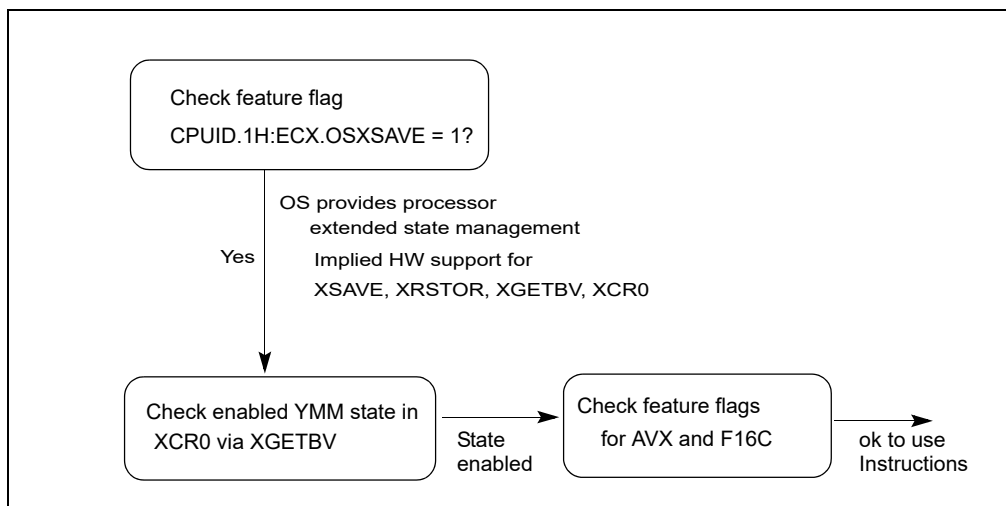 Check feature flag
CPUID.1H:ECX.OSXSAVE = 1?
OS provides processor
extended state management
Yes
Implied HW support for
XSAVE, XRSTOR, XGETBV, XCR0
Check enabled YMM state in
XCR0 via XGETBV
State
enabled
Check feature flags
for AVX and F16C
ok to use
Instructions